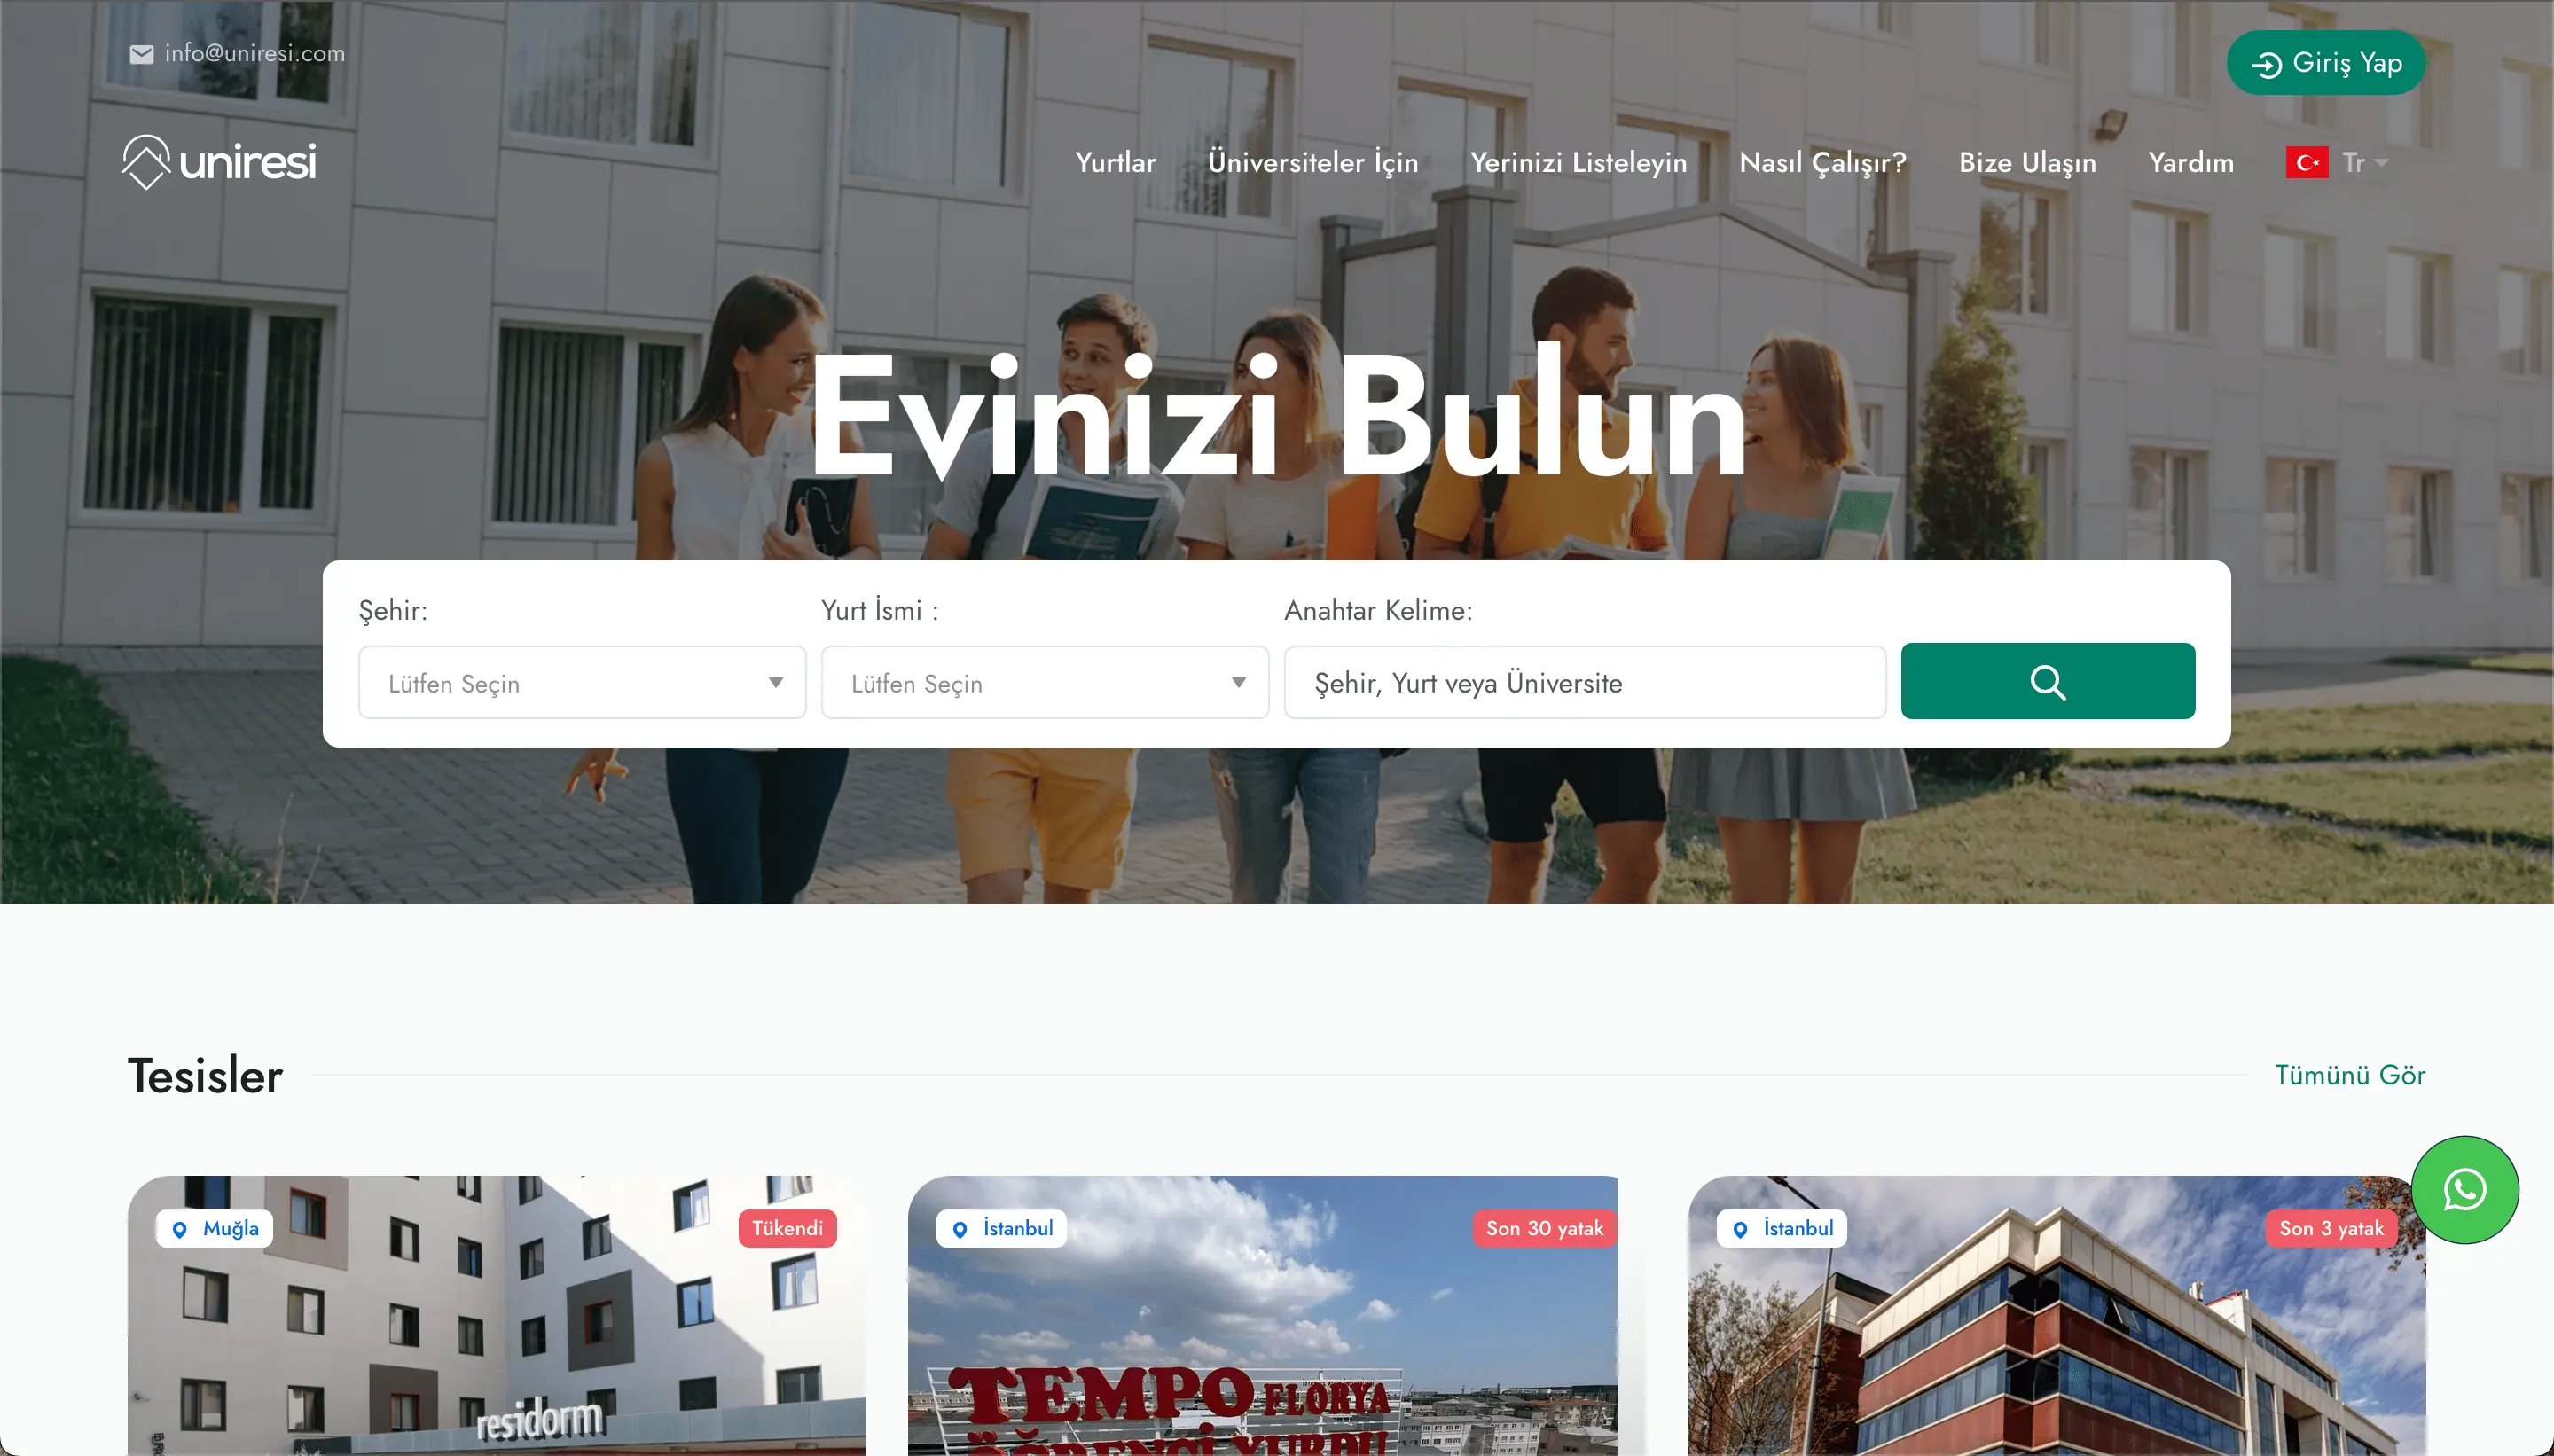 info@uniresi.com
Giriş Yap
uniresi
Yurtlar
Üniversiteler İçin
Yerinizi Listeleyin
Nasıl Çalışır?
Bize Ulaşın
Yardım
Tr
Evinizi Bulun
Şehir:
Yurt İsmi :
Anahtar Kelime:
Lütfen Seçin
Lütfen Seçin
Şehir, Yurt veya Üniversite
Tesisler
Tümünü Gör
Muğla
Tükendi
İstanbul
Son 30 yatak
İstanbul
Son 3 yatak
residorm
TEMPO FLORYA
ÖĞRENCİ YURDU